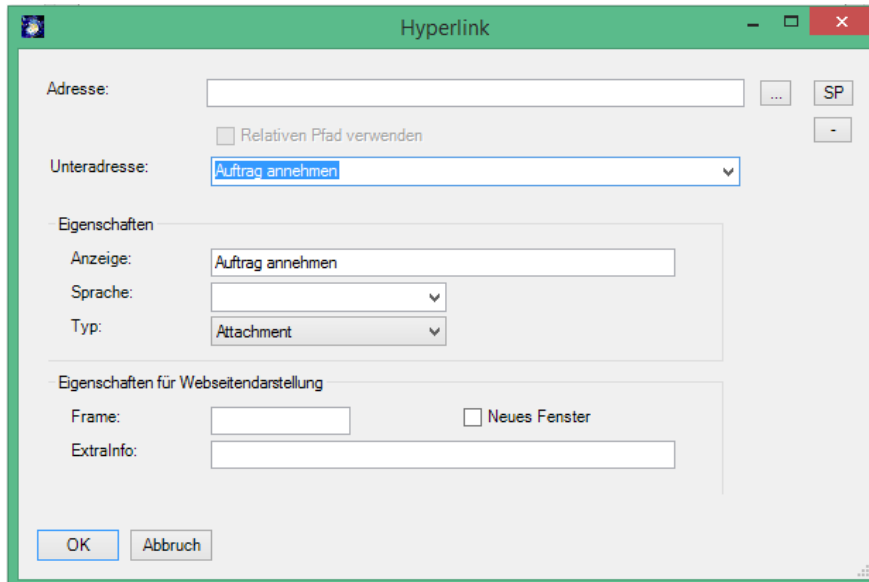 Hyperlink
Adresse:
... SP
Relativen Pfad verwenden -
Unteradresse: Auftrag annehmen
Eigenschaften
Anzeige: Auftrag annehmen
Sprache:
Typ: Attachment
Eigenschaften für Webseitendarstellung
Frame: Neues Fenster
ExtraInfo:
OK Abbruch